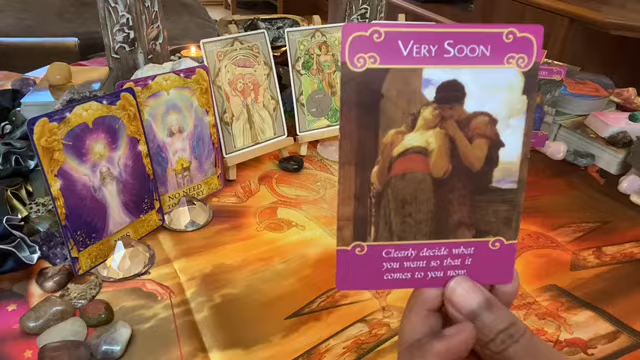 VERY SOON
Clearly decide what
you want so that it
comes to you now.
NO NEED